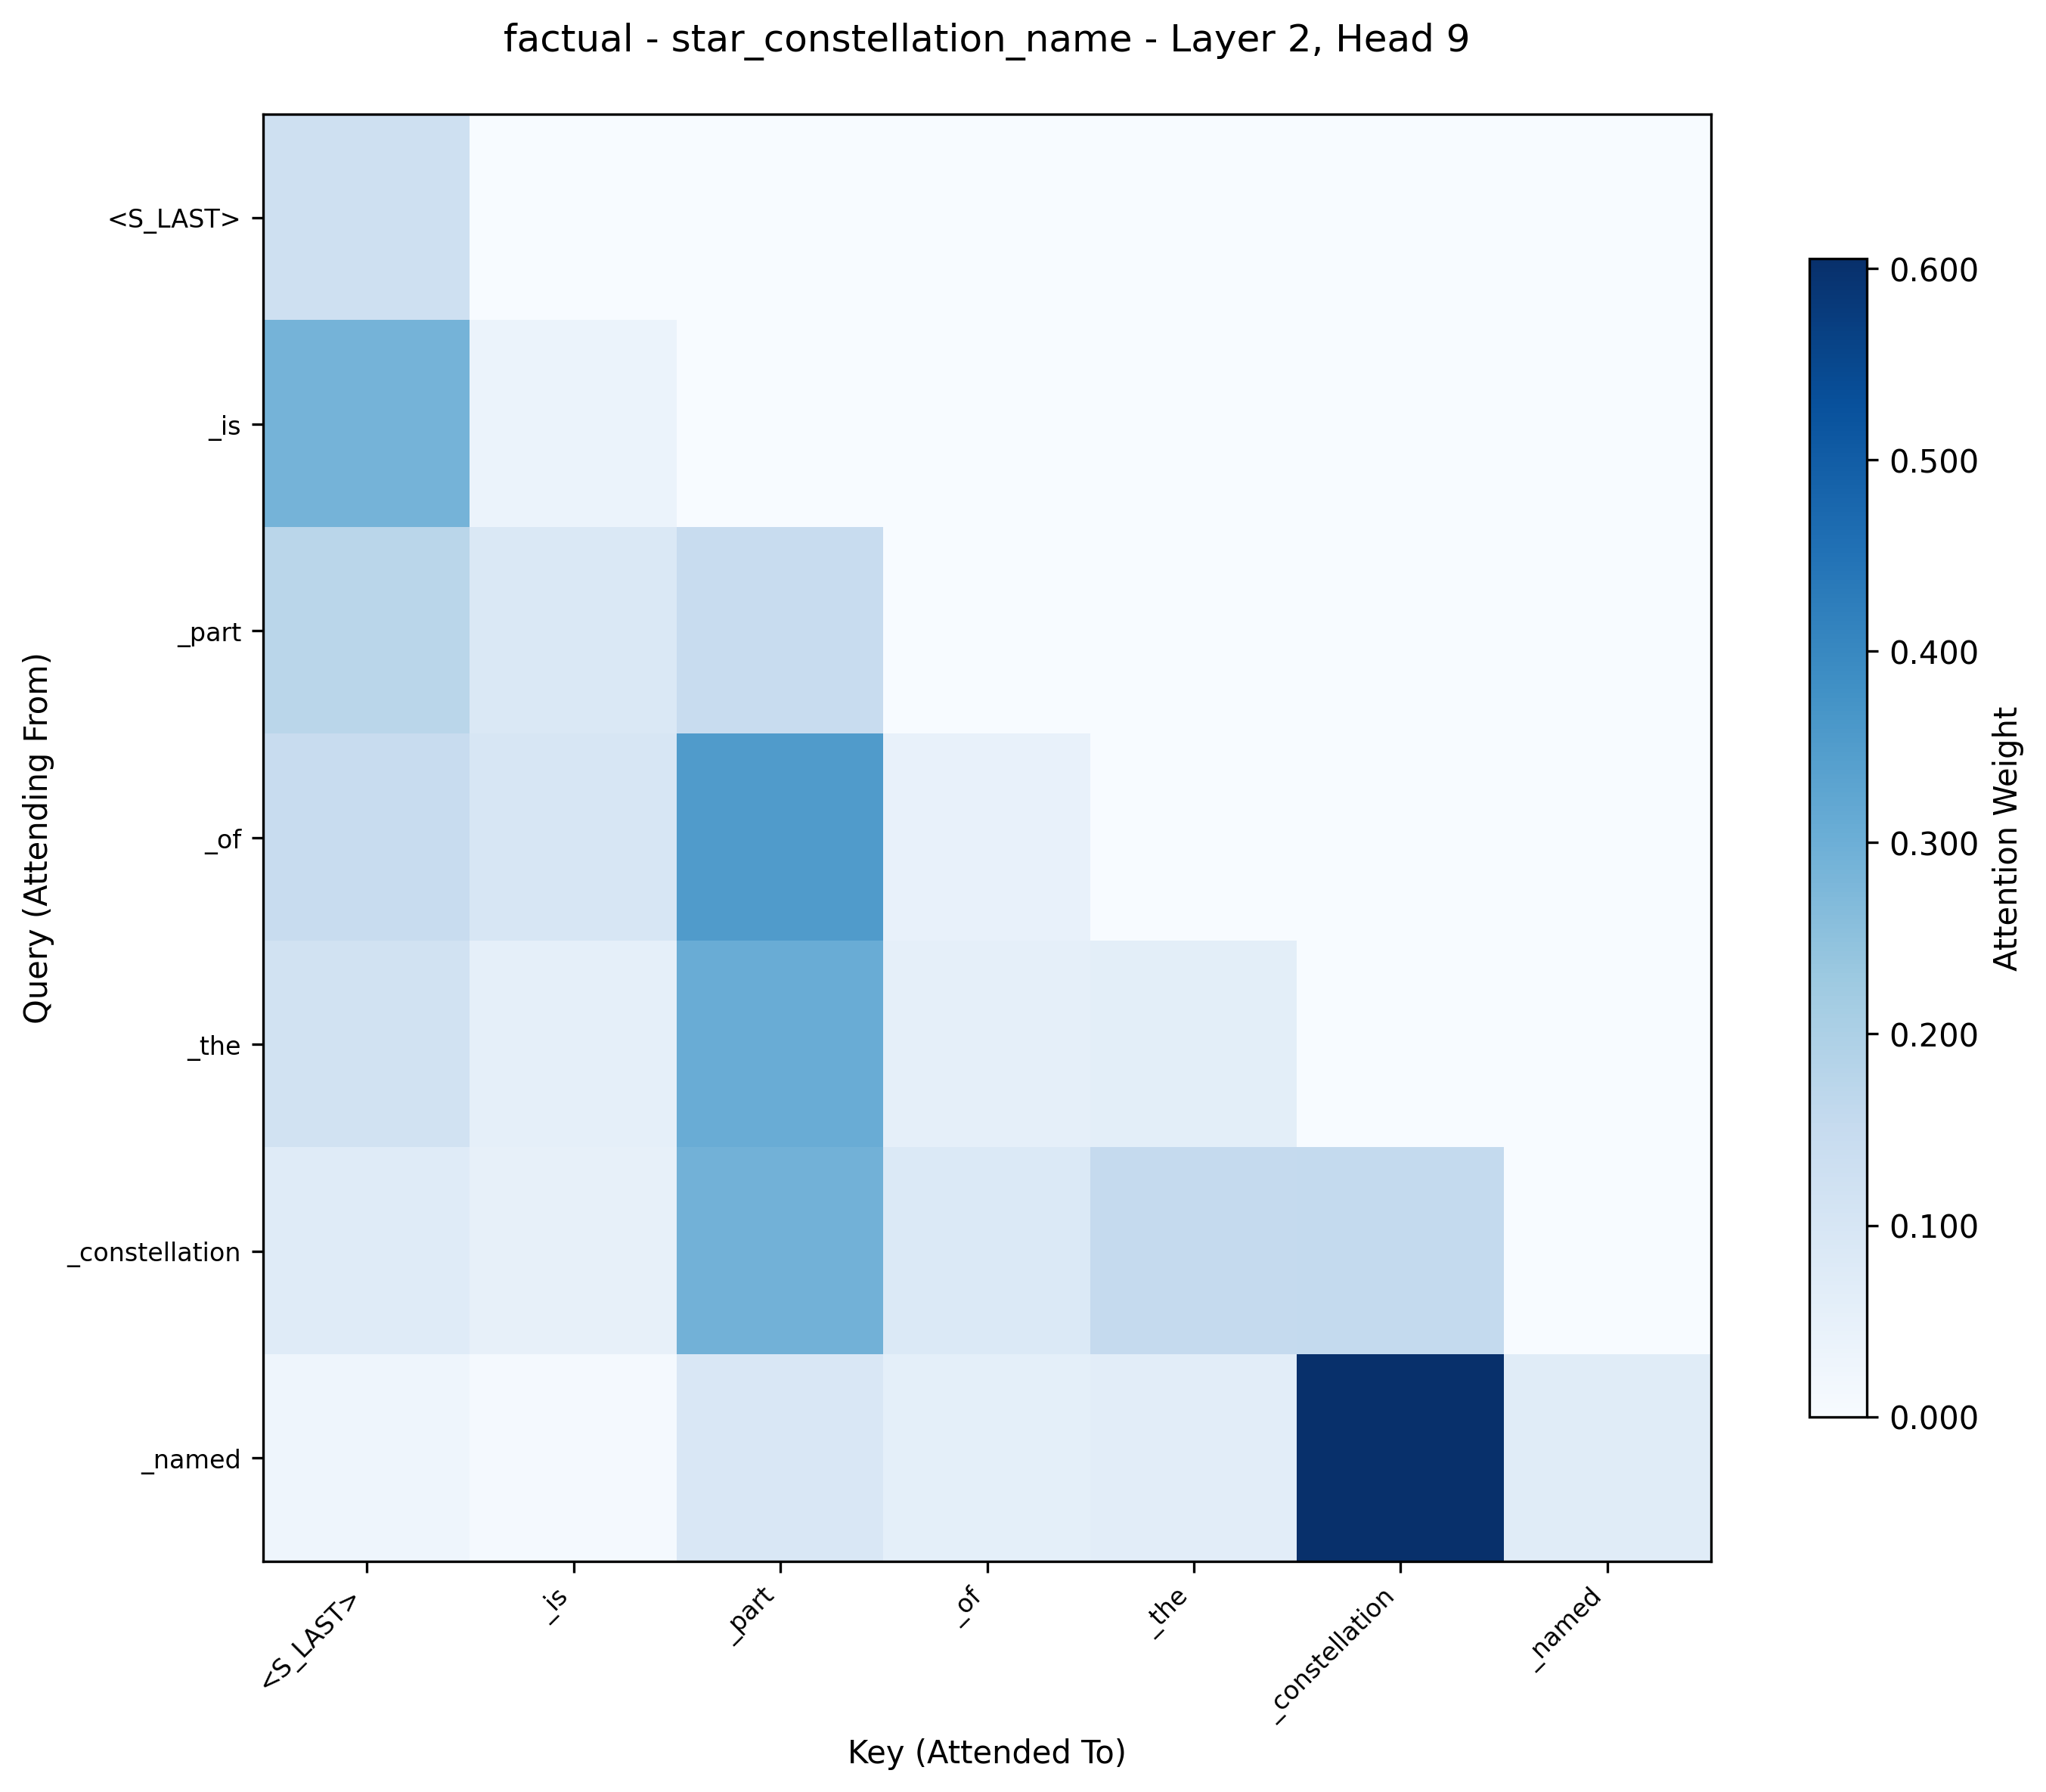 factual - star_constellation_name - Layer 2, Head 9
<S_LAST>
_is
_part
_of
_the
_constellation
_named
Query (Attending From)
<S_LAST>
_is
_part
_of
_the
_constellation
_named
Key (Attended To)
0.600
0.500
0.400
0.300
0.200
0.100
0.000
Attention Weight